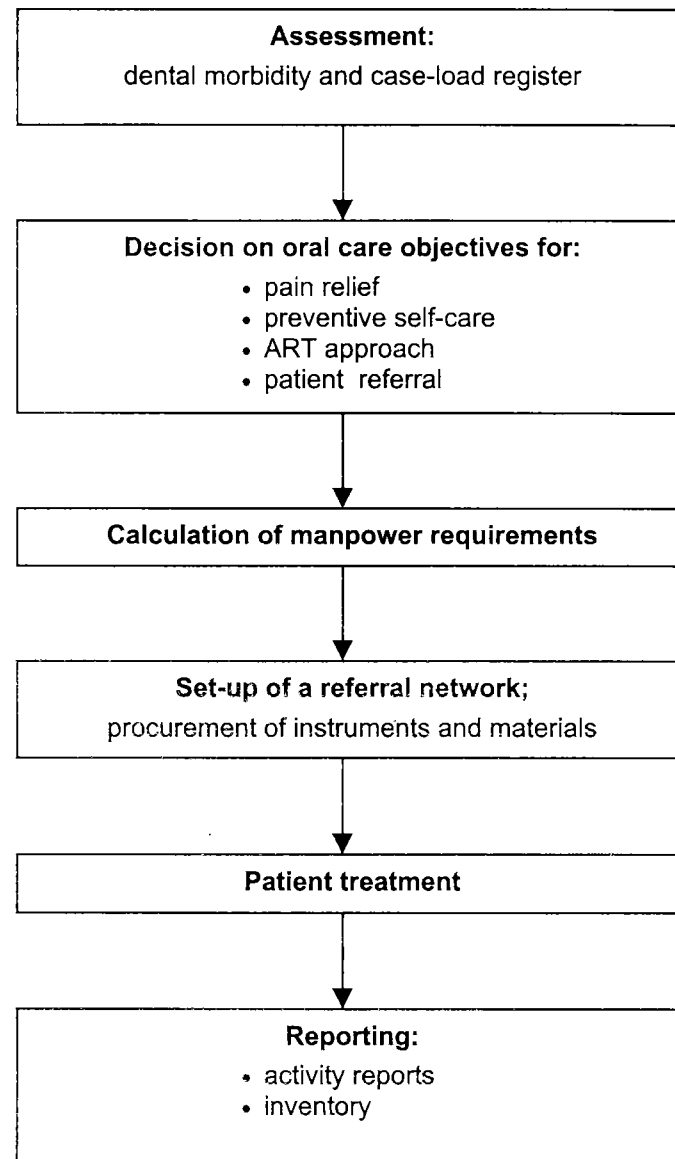 Assessment:
dental morbidity and case-load register
Decision on oral care objectives for:
• pain relief
• preventive self-care
• ART approach
• patient referral
Calculation of manpower requirements
Set-up of a referral network;
procurement of instruments and materials
Patient treatment
Reporting:
• activity reports
• inventory